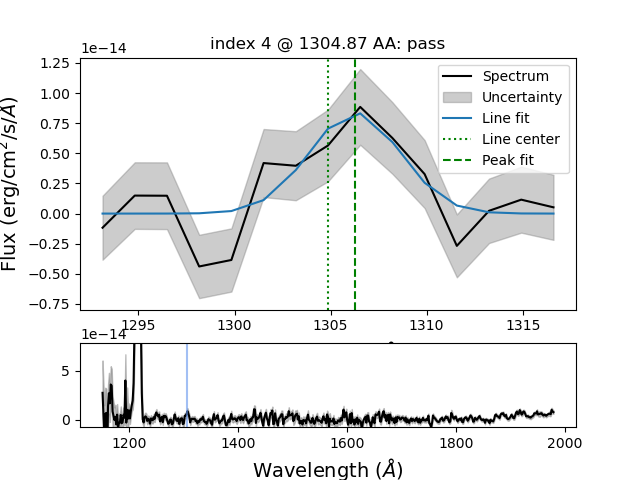 index 4 @ 1304.87 AA: pass
1e−14
Flux (erg/cm²/s/Å)
1.25
1.00
0.75
0.50
0.25
0.00
−0.25
−0.50
−0.75
Spectrum
Uncertainty
Line fit
Line center
Peak fit
1295
1300
1305
1310
1315
1e−14
5
0
1200
1400
1600
1800
2000
Wavelength (Å)